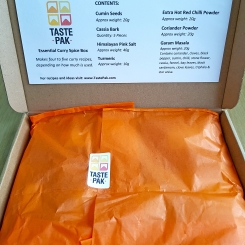 TASTE
PAK
Essential Curry Spice Box
Makes four to five curry recipes,
depending on how much is used.
For recipes and ideas visit: www.TastePak.com
CONTENTS:
Cumin Seeds
Approx weight: 20g
Cassia Bark
Quantity: 5 Pieces
Himalayan Pink Salt
Approx weight: 40g
Turmeric
Approx weight: 30g
Extra Hot Red Chilli Powder
Approx weight: 20g
Coriander Powder
Approx weight: 20g
Garam Masala
Approx weight: 20g
TASTE
PAK